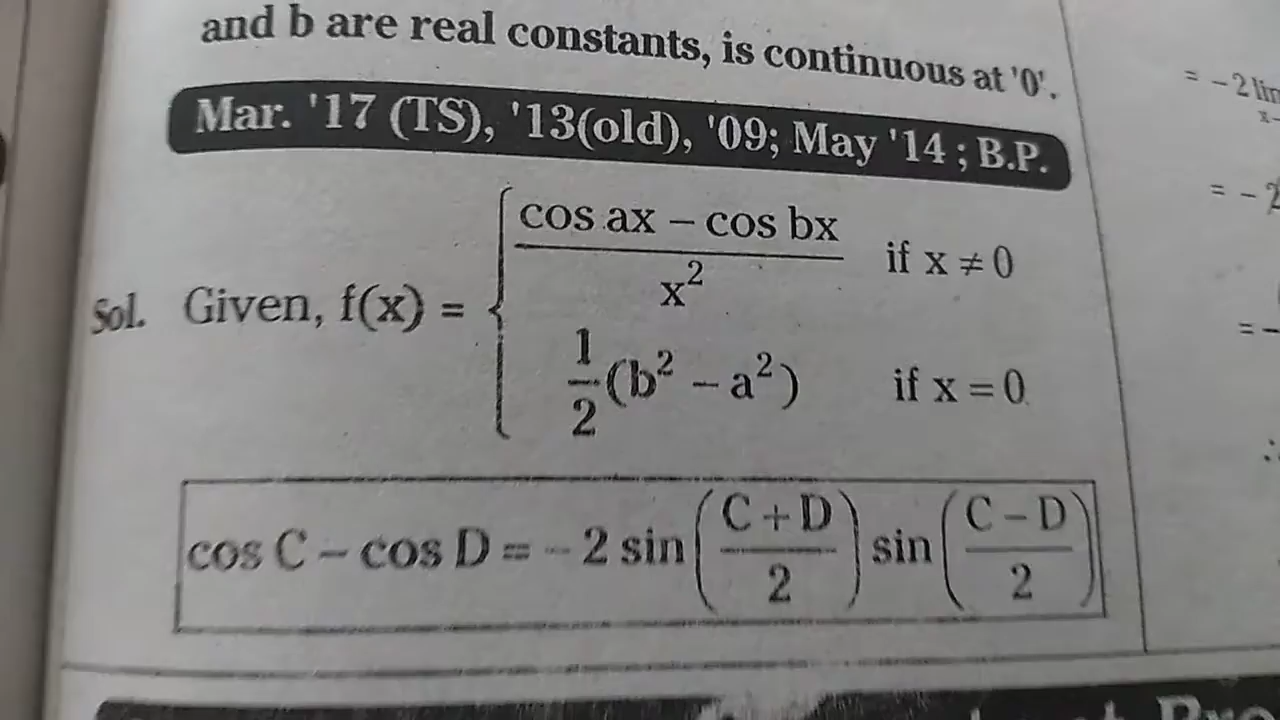 and b are real constants, is continuous at '0'.
Mar. '17 (TS), '13(old), '09; May '14 ; B.P.
Sol. Given, f(x) = { cos ax – cos bx / x² if x ≠ 0
1/2 (b² – a²) if x = 0
cos C – cos D = – 2 sin ( C + D / 2 ) sin ( C – D / 2 )
= – 2 lim
x
= – 2
= –
∴